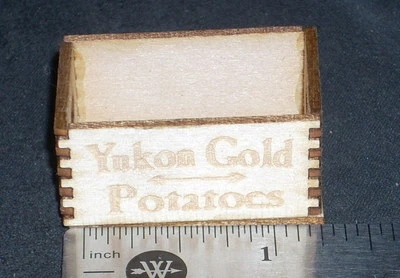 Yukon Gold
Potatoes
inch 1
W